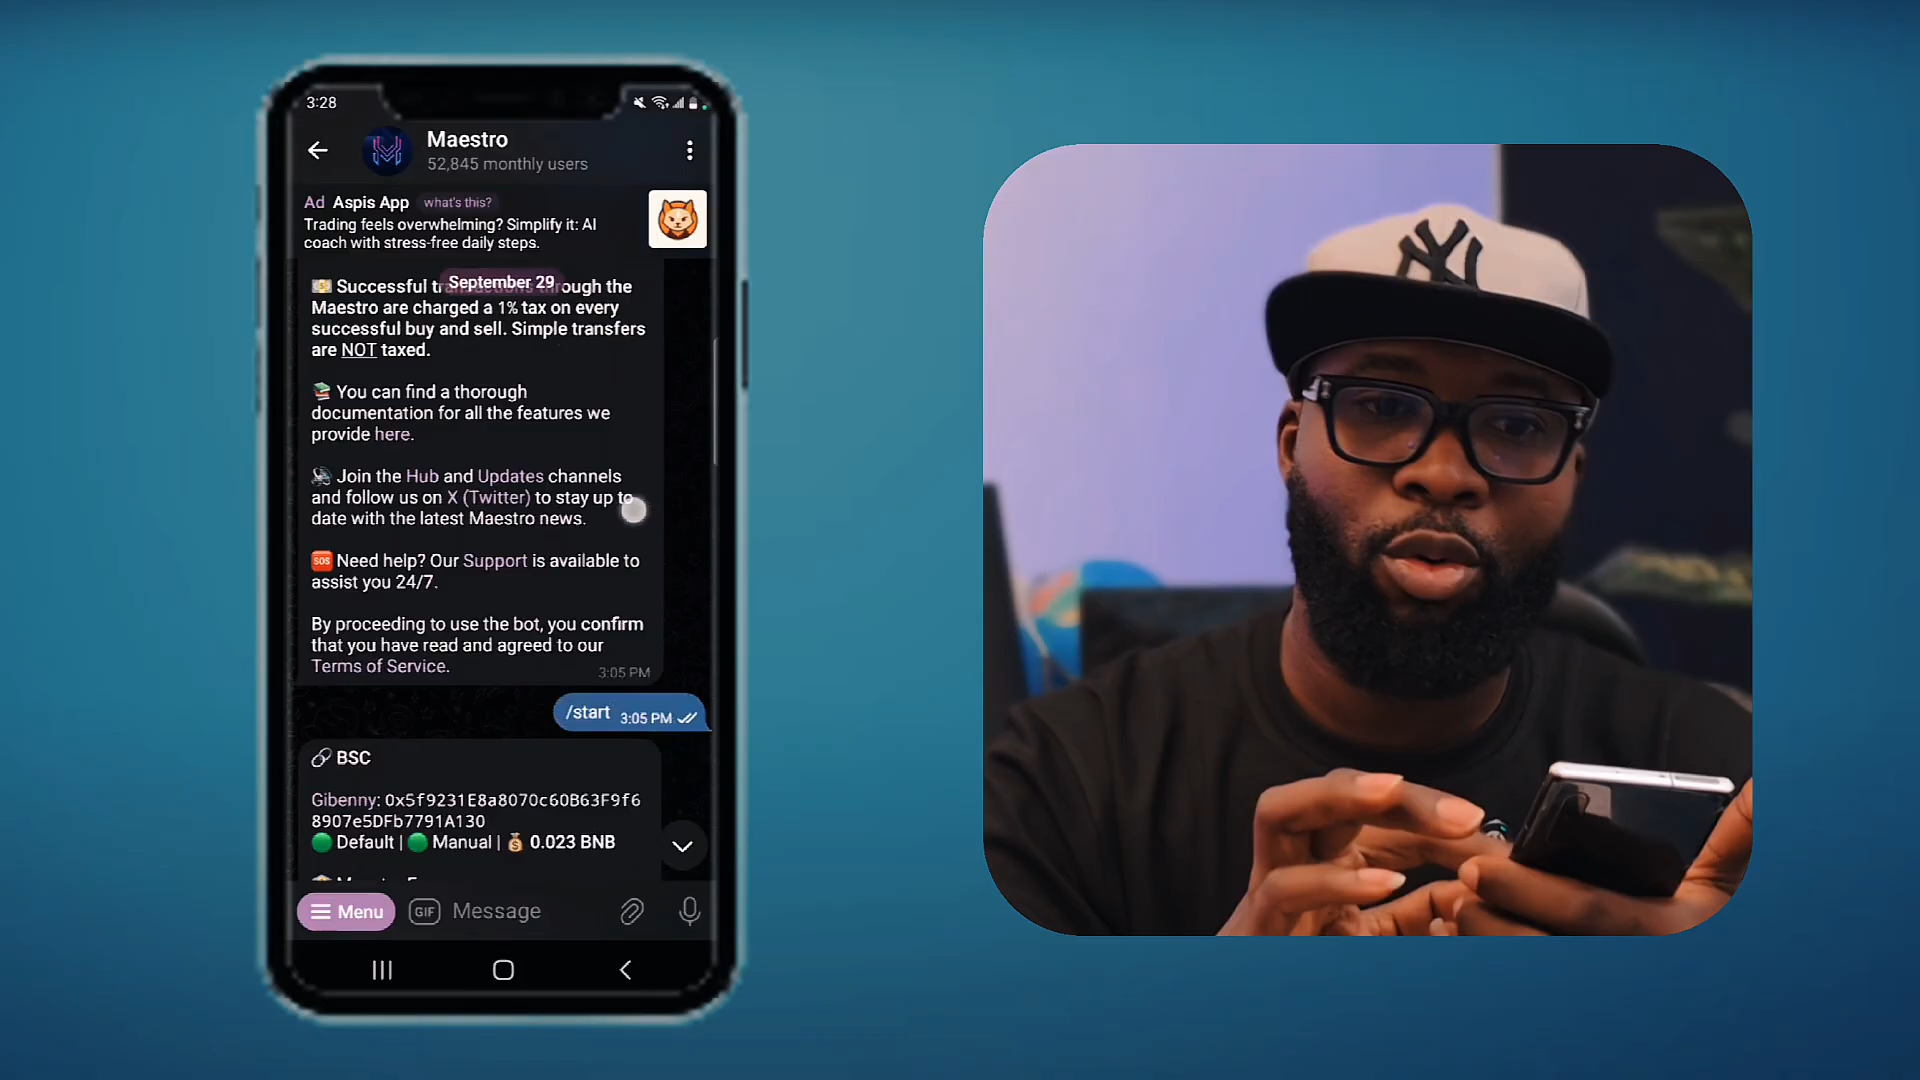 3:28
Maestro
52,845 monthly users
Ad Aspis App what's this?
Trading feels overwhelming? Simplify it: AI
coach with stress-free daily steps.
September 29
Successful ough the
Maestro are charged a 1% tax on every
successful buy and sell. Simple transfers
are NOT taxed.
You can find a thorough
documentation for all the features we
provide here.
Join the Hub and Updates channels
and follow us on X (Twitter) to stay up to
date with the latest Maestro news.
SOS Need help? Our Support is available to
assist you 24/7.
By proceeding to use the bot, you confirm
that you have read and agreed to our
Terms of Service.
3:05 PM
/start 3:05 PM
BSC
Gibenny: 0x5f9231E8a8070c60B63F9f6
8907e5DFb7791A130
Default | Manual | 0.023 BNB
Menu GIF Message
NY